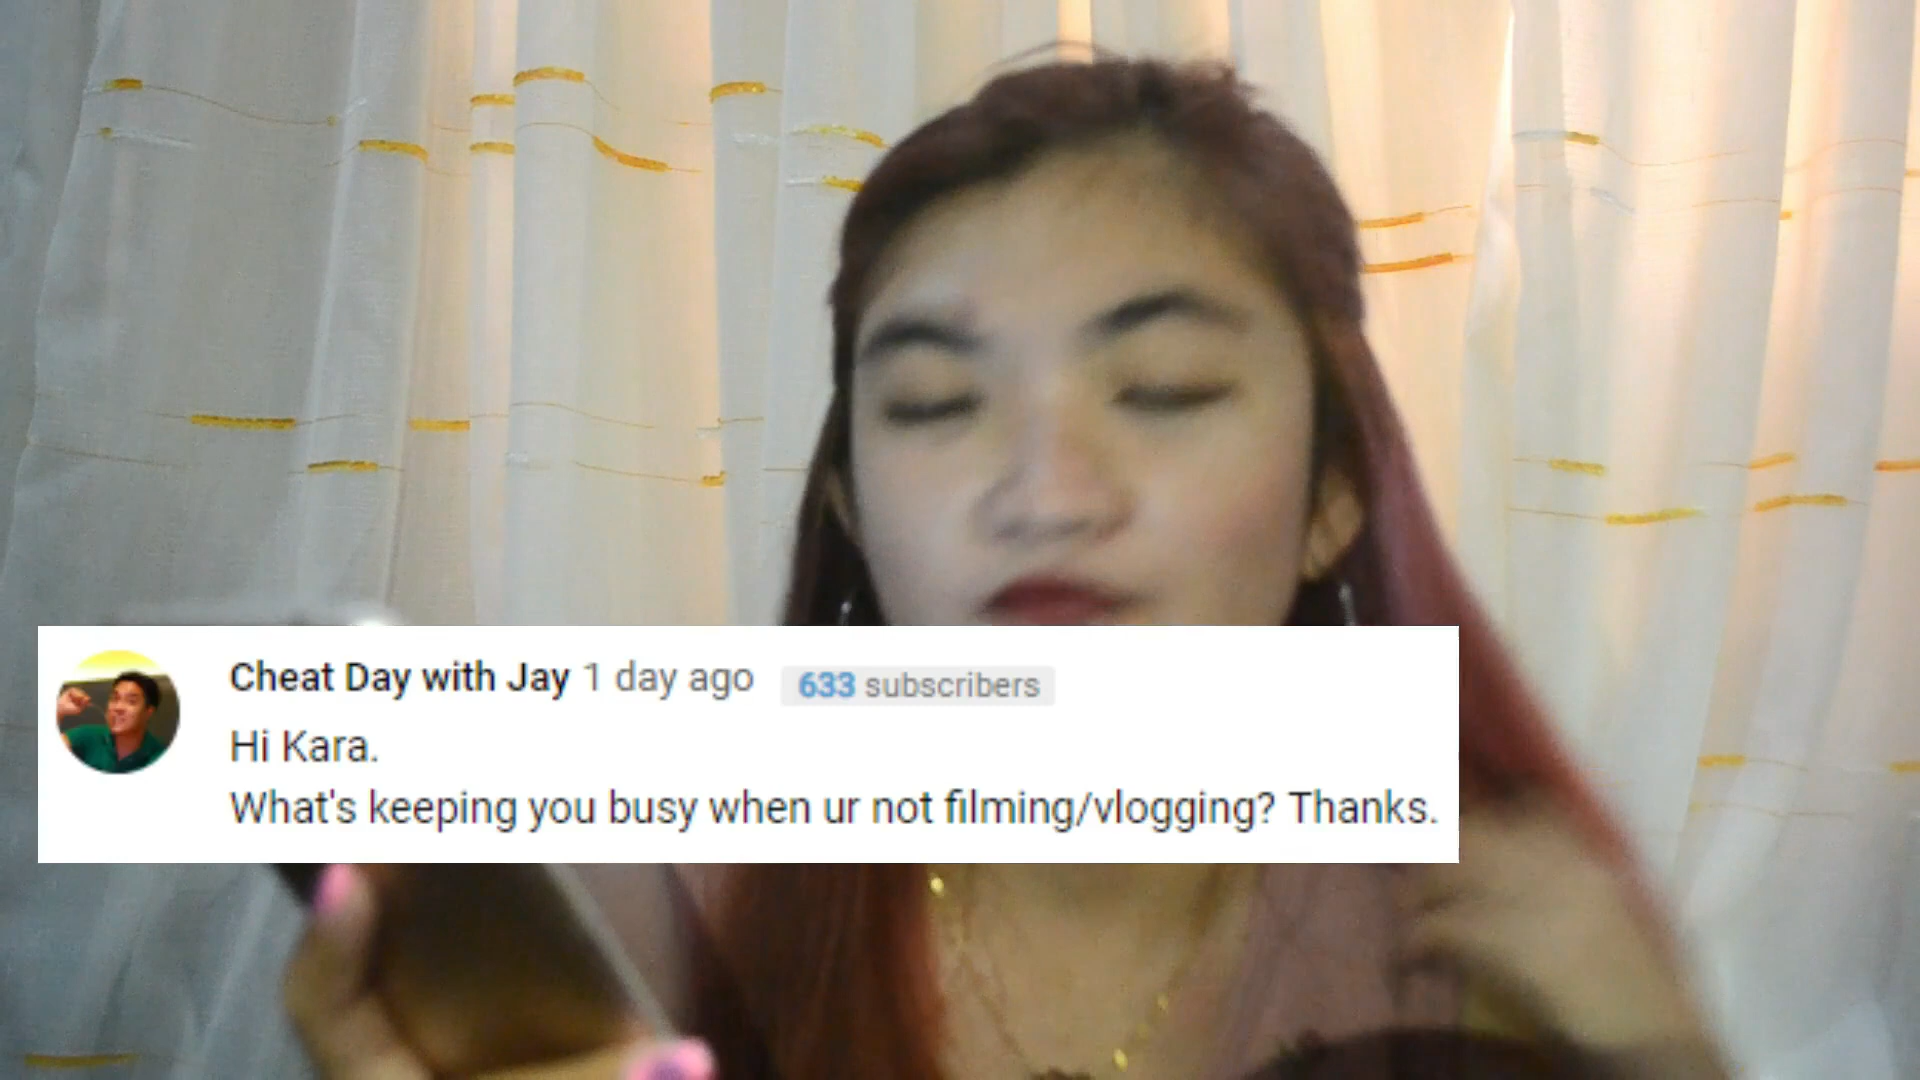 Cheat Day with Jay 1 day ago 633 subscribers
Hi Kara.
What's keeping you busy when ur not filming/vlogging? Thanks.